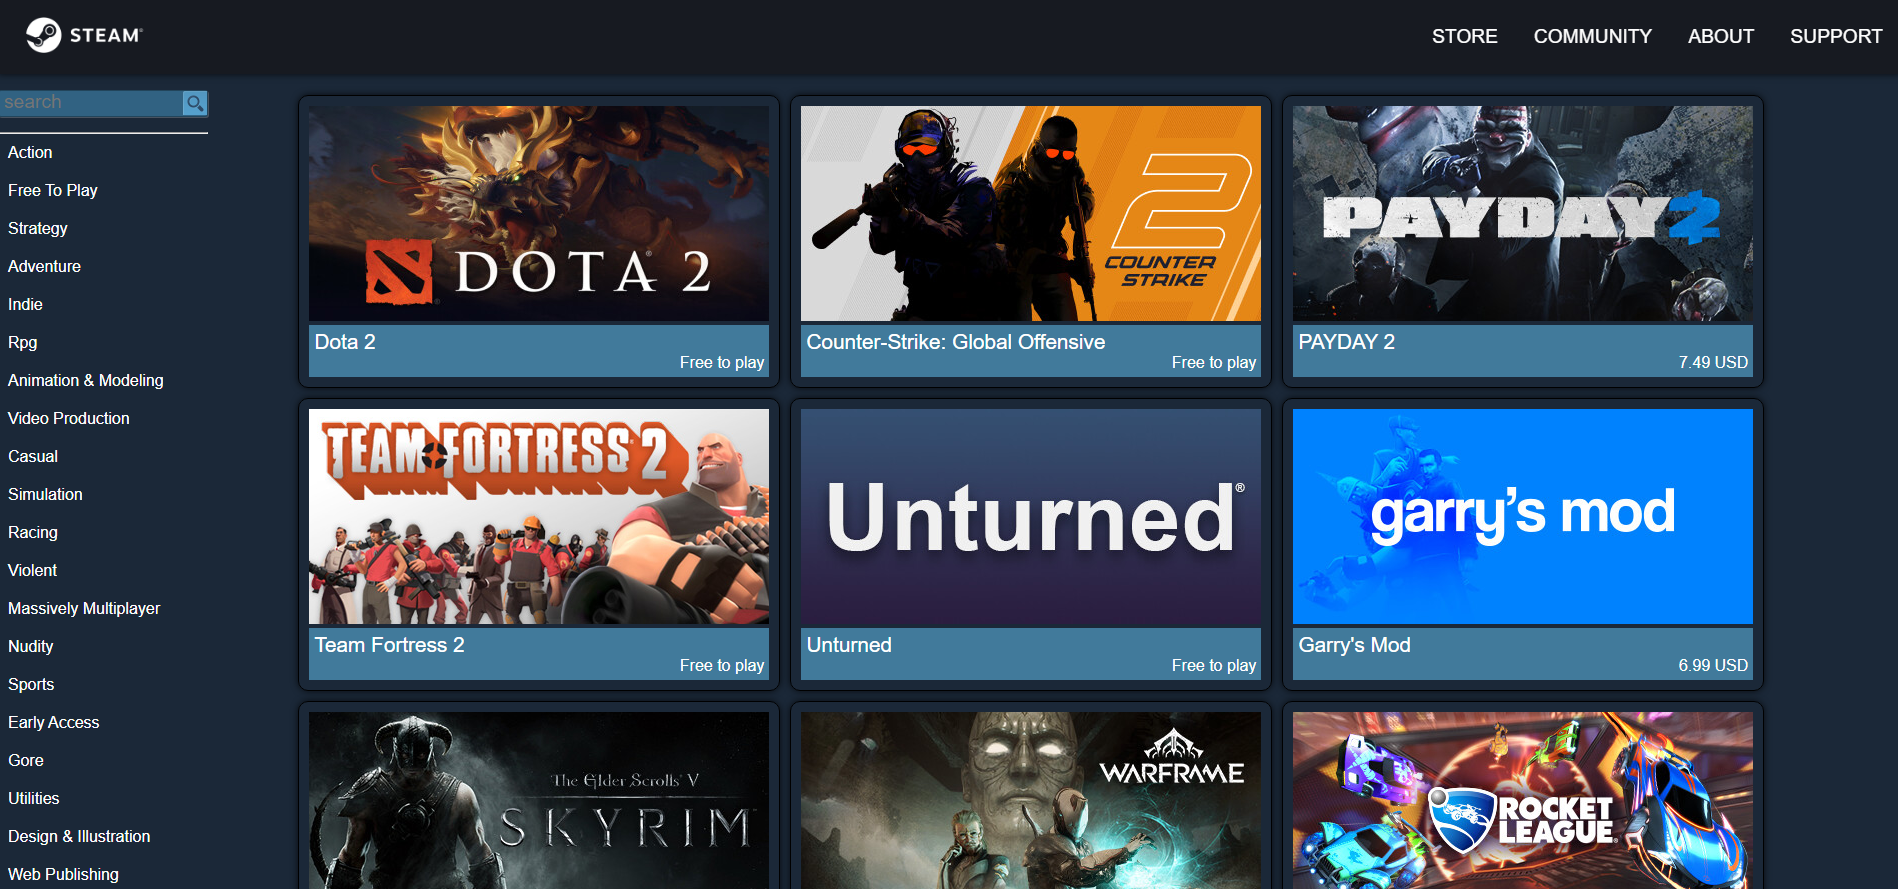 STEAM®
STORE
COMMUNITY
ABOUT
SUPPORT
search
Action
Free To Play
Strategy
Adventure
Indie
Rpg
Animation & Modeling
Video Production
Casual
Simulation
Racing
Violent
Massively Multiplayer
Nudity
Sports
Early Access
Gore
Utilities
Design & Illustration
Web Publishing
DOTA 2
Dota 2
Free to play
2
COUNTER
STRIKE
Counter-Strike: Global Offensive
Free to play
PAYDAY 2
PAYDAY 2
7.49 USD
TEAM FORTRESS 2
Team Fortress 2
Free to play
Unturned®
Unturned
Free to play
garry's mod
Garry's Mod
6.99 USD
The Elder Scrolls V
SKYRIM
WARFRAME
ROCKET
LEAGUE